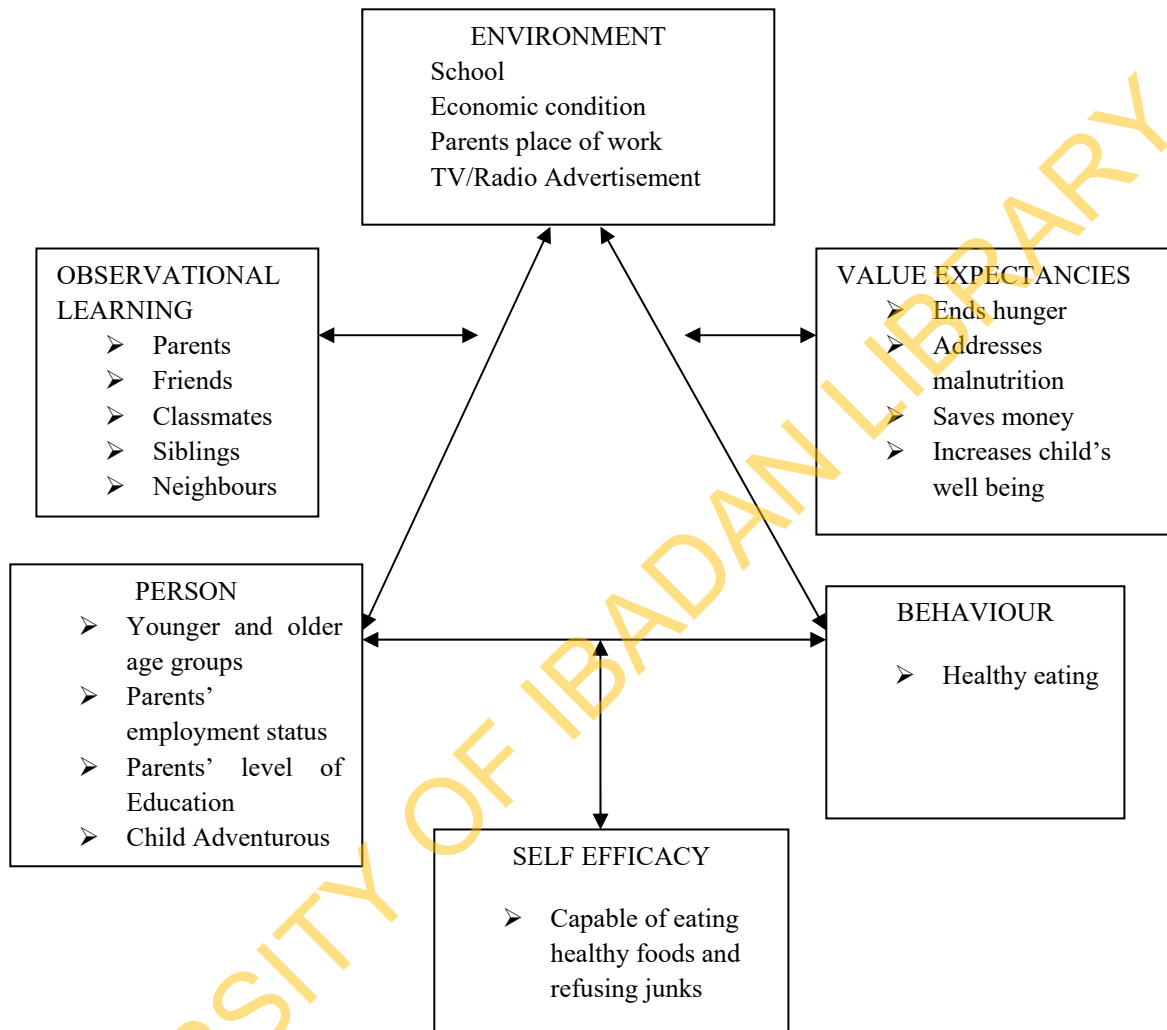 ENVIRONMENT
School
Economic condition
Parents place of work
TV/Radio Advertisement
OBSERVATIONAL
LEARNING
➢ Parents
➢ Friends
➢ Classmates
➢ Siblings
➢ Neighbours
VALUE EXPECTANCIES
➢ Ends hunger
➢ Addresses
malnutrition
➢ Saves money
➢ Increases child’s
well being
PERSON
➢ Younger and older
age groups
➢ Parents’
employment status
➢ Parents’ level of
Education
➢ Child Adventurous
BEHAVIOUR
➢ Healthy eating
SELF EFFICACY
➢ Capable of eating
healthy foods and
refusing junks
ERSITY OF IBADAN LIBRARY